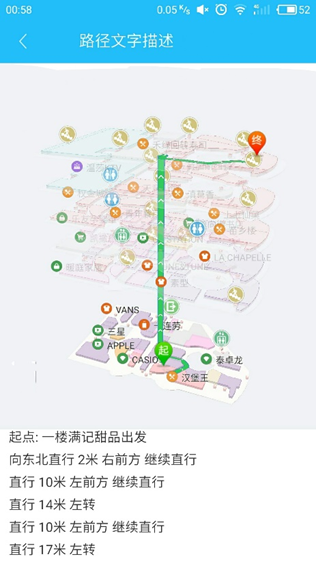 00:58
0.05 K/s
4G
52
路径文字描述
终
LA CHAPELLE
VANS
三星
APPLE
CASIO
起
泰卓龙
汉堡王
起点: 一楼满记甜品出发
向东北直行 2米 右前方 继续直行
直行 10米 左前方 继续直行
直行 14米 左转
直行 10米 左前方 继续直行
直行 17米 左转